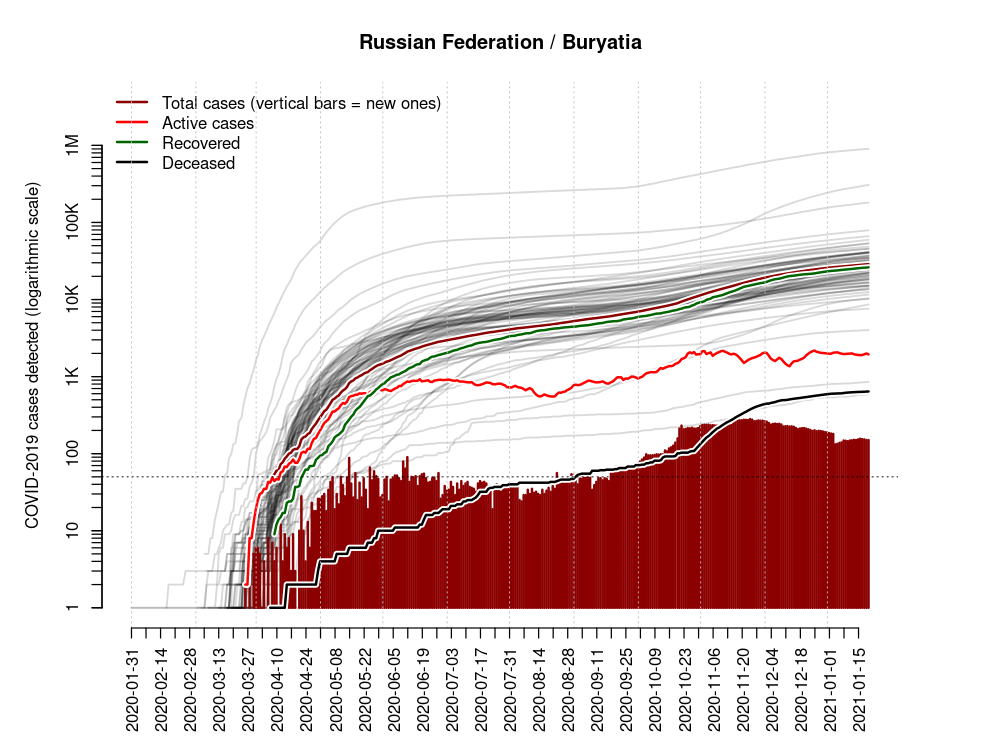 Russian Federation / Buryatia
Total cases (vertical bars = new ones)
Active cases
Recovered
Deceased
COVID-2019 cases detected (logarithmic scale)
1M
100K
10K
1K
100
10
1
2020-01-31
2020-02-14
2020-02-28
2020-03-13
2020-03-27
2020-04-10
2020-04-24
2020-05-08
2020-05-22
2020-06-05
2020-06-19
2020-07-03
2020-07-17
2020-07-31
2020-08-14
2020-08-28
2020-09-11
2020-09-25
2020-10-09
2020-10-23
2020-11-06
2020-11-20
2020-12-04
2020-12-18
2021-01-01
2021-01-15